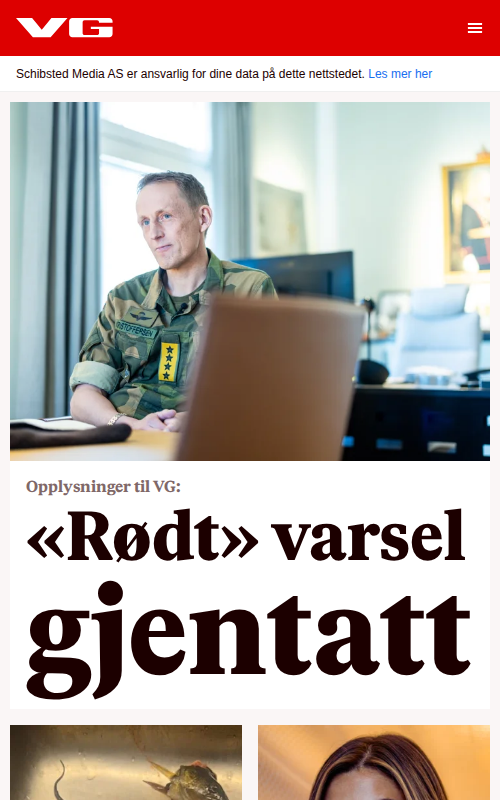 VG
Schibsted Media AS er ansvarlig for dine data på dette nettstedet. Les mer her
KRISTOFFERSEN
Opplysninger til VG:
«Rødt» varsel
gjentatt